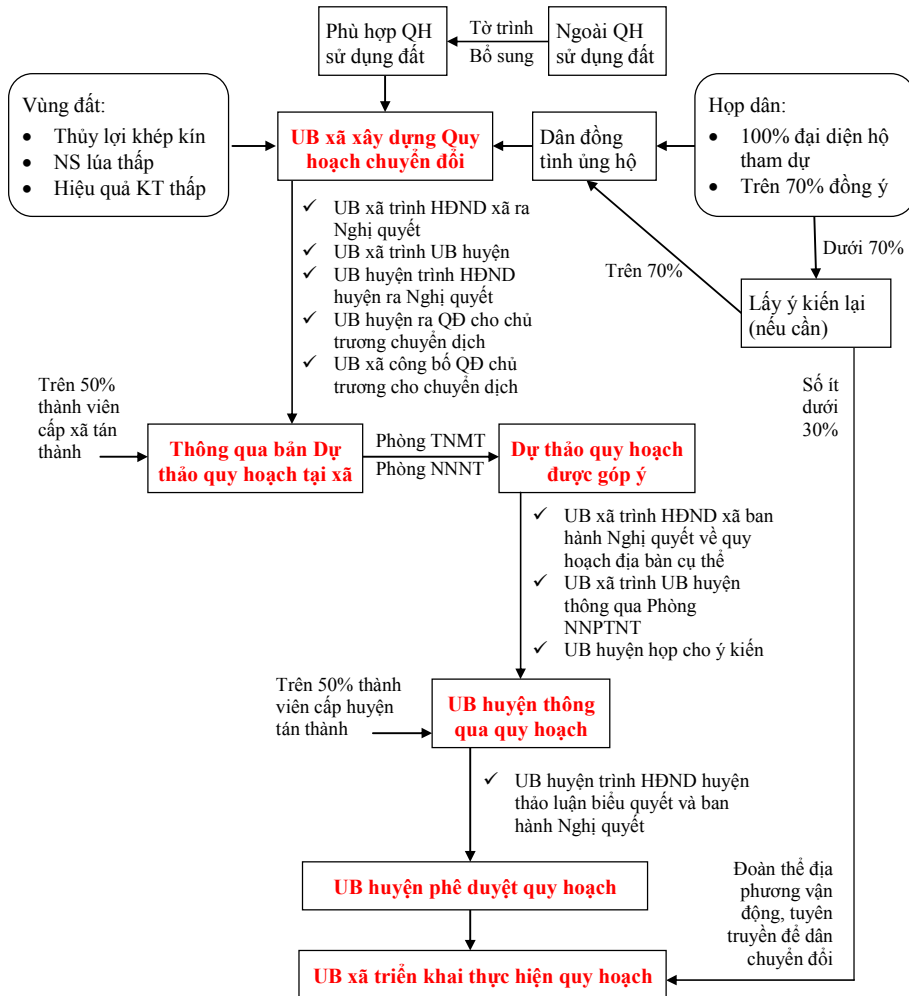 Phù hợp QH
sử dụng đất
Tờ trình
Bổ sung
Ngoài QH
sử dụng đất
Vùng đất:
• Thủy lợi khép kín
• NS lúa thấp
• Hiệu quả KT thấp
UB xã xây dựng Quy
hoạch chuyển đổi
Dân đồng
tình ủng hộ
Họp dân:
• 100% đại diện hộ
tham dự
• Trên 70% đồng ý
✓ UB xã trình HĐND xã ra
Nghị quyết
✓ UB xã trình UB huyện
✓ UB huyện trình HĐND
huyện ra Nghị quyết
✓ UB huyện ra QĐ cho chủ
trương chuyển dịch
✓ UB xã công bố QĐ chủ
trương cho chuyển dịch
Trên 70%
Dưới 70%
Lấy ý kiến lại
(nếu cần)
Số ít
dưới
30%
Trên 50%
thành viên
cấp xã tán
thành
Thông qua bản Dự
thảo quy hoạch tại xã
Phòng TNMT
Phòng NNNT
Dự thảo quy hoạch
được góp ý
✓ UB xã trình HĐND xã ban
hành Nghị quyết về quy
hoạch địa bàn cụ thể
✓ UB xã trình UB huyện
thông qua Phòng
NNPTNT
✓ UB huyện họp cho ý kiến
Trên 50% thành
viên cấp huyện
tán thành
UB huyện thông
qua quy hoạch
✓ UB huyện trình HĐND huyện
thảo luận biểu quyết và ban
hành Nghị quyết
UB huyện phê duyệt quy hoạch
Đoàn thể địa
phương vận
động, tuyên
truyền để dân
chuyển đổi
UB xã triển khai thực hiện quy hoạch